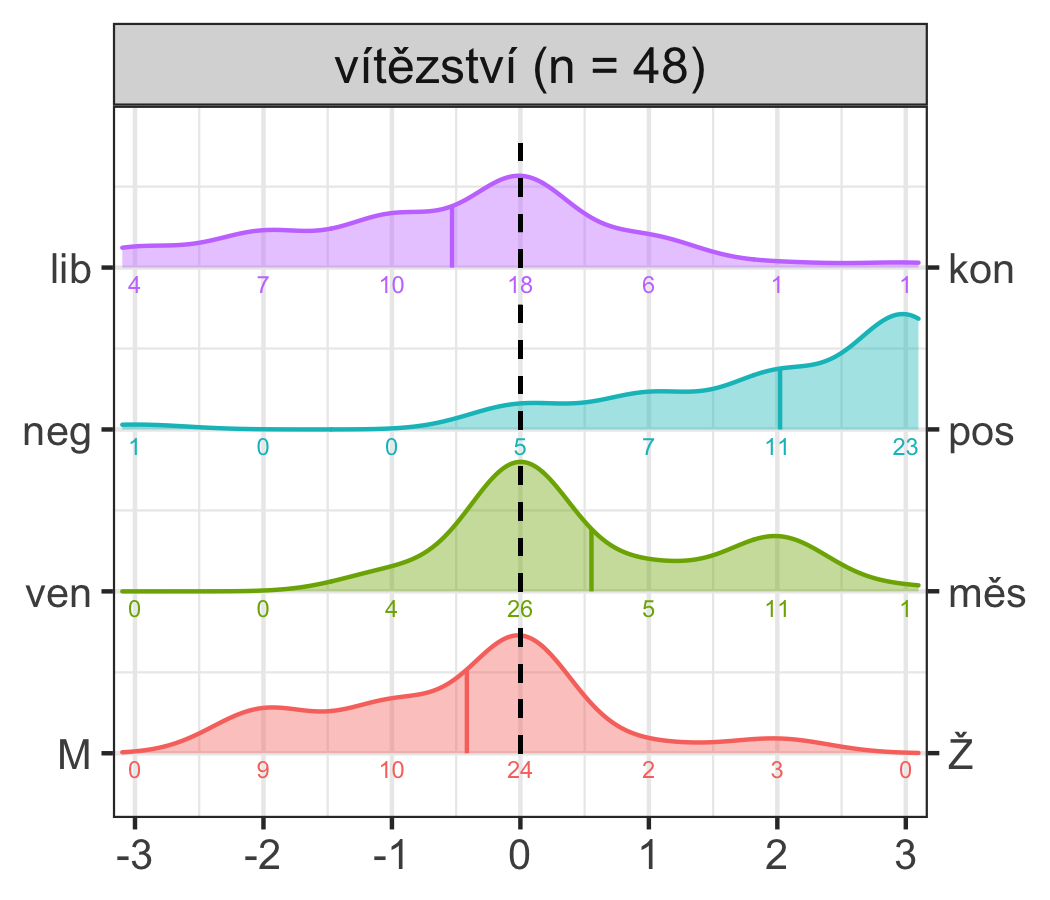 vítězství (n = 48)
lib kon
4 7 10 18 6 1 1
neg pos
1 0 0 5 7 11 23
ven měs
0 0 4 26 5 11 1
M Ž
0 9 10 24 2 3 0
-3 -2 -1 0 1 2 3